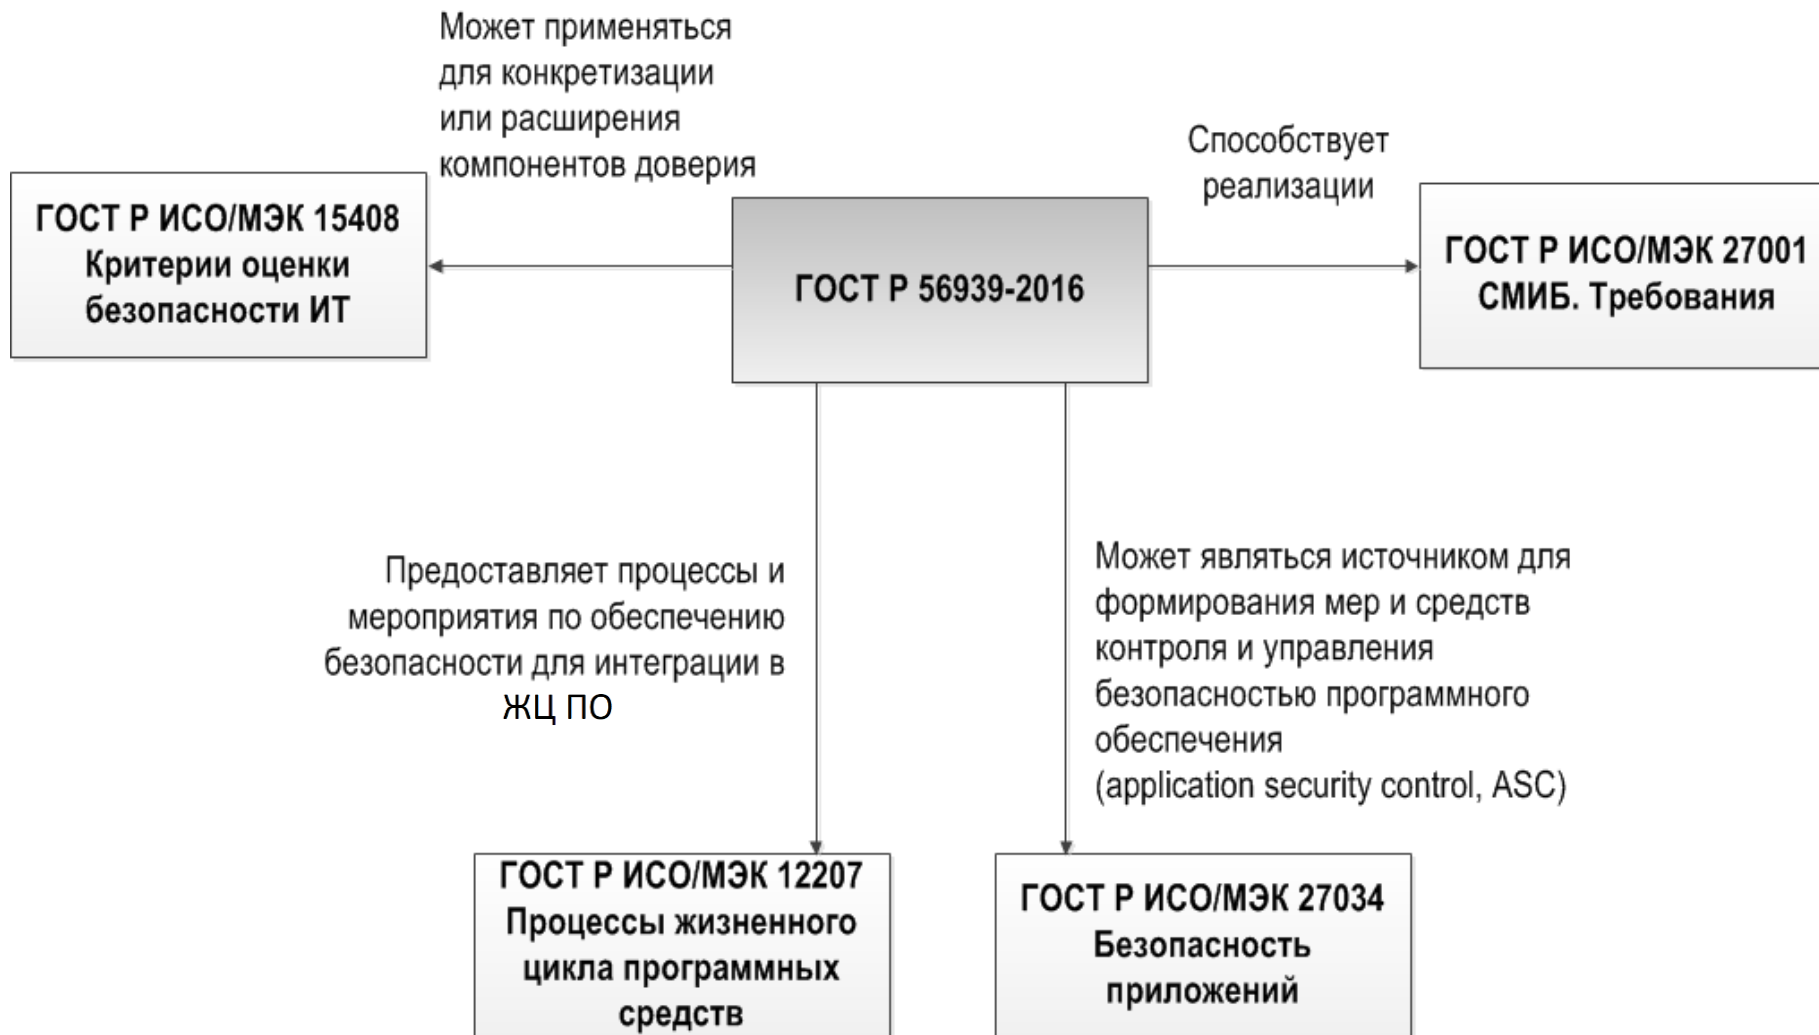 Может применяться
для конкретизации
или расширения
компонентов доверия
Способствует
реализации
ГОСТ Р ИСО/МЭК 15408
Критерии оценки
безопасности ИТ
ГОСТ Р 56939-2016
ГОСТ Р ИСО/МЭК 27001
СМИБ. Требования
Предоставляет процессы и
мероприятия по обеспечению
безопасности для интеграции в
ЖЦ ПО
Может являться источником для
формирования мер и средств
контроля и управления
безопасностью программного
обеспечения
(application security control, ASC)
ГОСТ Р ИСО/МЭК 12207
Процессы жизненного
цикла программных
средств
ГОСТ Р ИСО/МЭК 27034
Безопасность
приложений